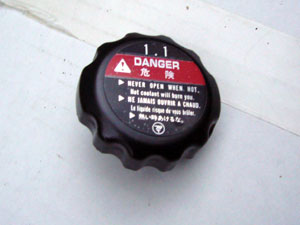 1.1
DANGER
危険
▶ NEVER OPEN WHEN HOT.
Hot coolant will burn you.
▶ NE JAMAIS OUVRIR A CHAUD.
Le liquide risque de vous brûler.
▶ 熱い時あけるな。